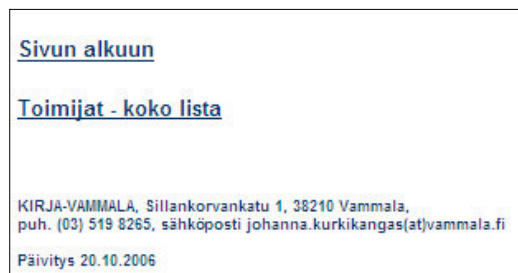 Sivun alkuun
Toimijat - koko lista
KIRJA-VAMMALA, Sillankorvankatu 1, 38210 Vammala,
puh. (03) 519 8265, sähköposti johanna.kurkikangas(at)vammala.fi
Päivitys 20.10.2006